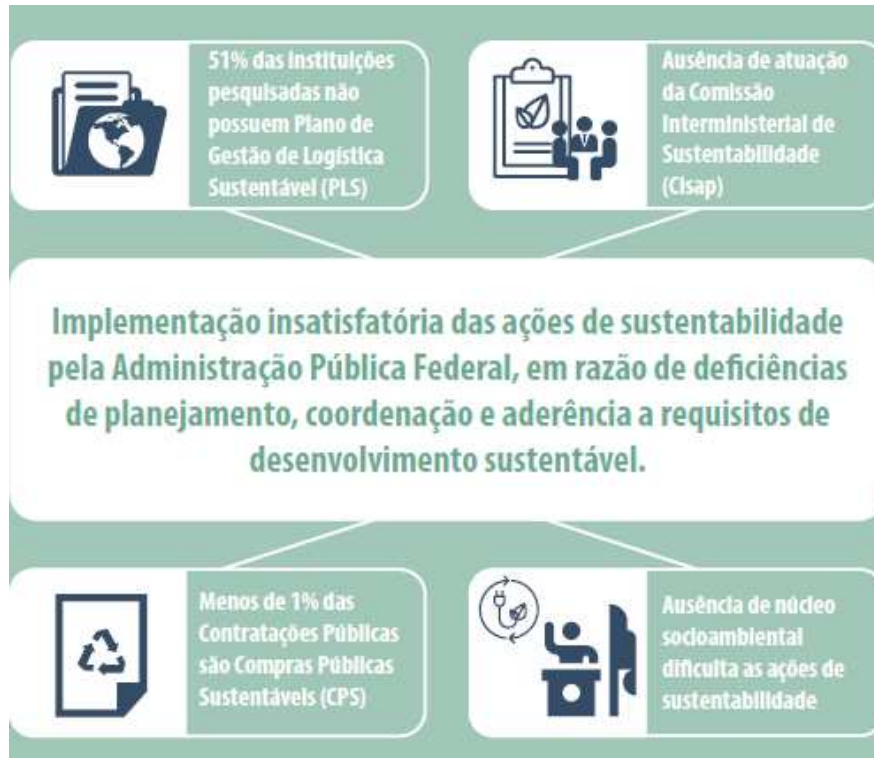 51% das instituições
pesquisadas não
possuem Plano de
Gestão de Logística
Sustentável (PLS)
Ausência de atuação
da Comissão
Interministerial de
Sustentabilidade
(Cisap)
Implementação insatisfatória das ações de sustentabilidade
pela Administração Pública Federal, em razão de deficiências
de planejamento, coordenação e aderência a requisitos de
desenvolvimento sustentável.
Menos de 1% das
Contratações Públicas
são Compras Públicas
Sustentáveis (CPS)
Ausência de núcleo
socioambiental
dificulta as ações de
sustentabilidade